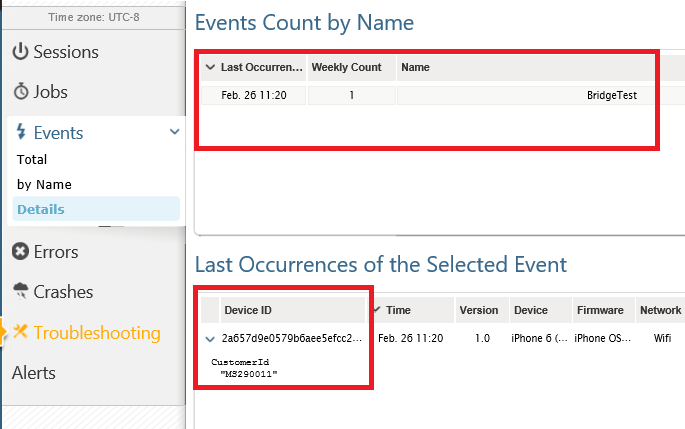 Time zone: UTC-8
Sessions
Jobs
Events
Total
by Name
Details
Errors
Crashes
Troubleshooting
Alerts
Events Count by Name
Last Occurren... Weekly Count Name
Feb. 26 11:20 1 BridgeTest
Last Occurrences of the Selected Event
Device ID Time Version Device Firmware Network
2a657d9e0579b6aee5efcc2... Feb. 26 11:20 1.0 iPhone 6 (... iPhone OS... Wifi
CustomerId
"MS290011"